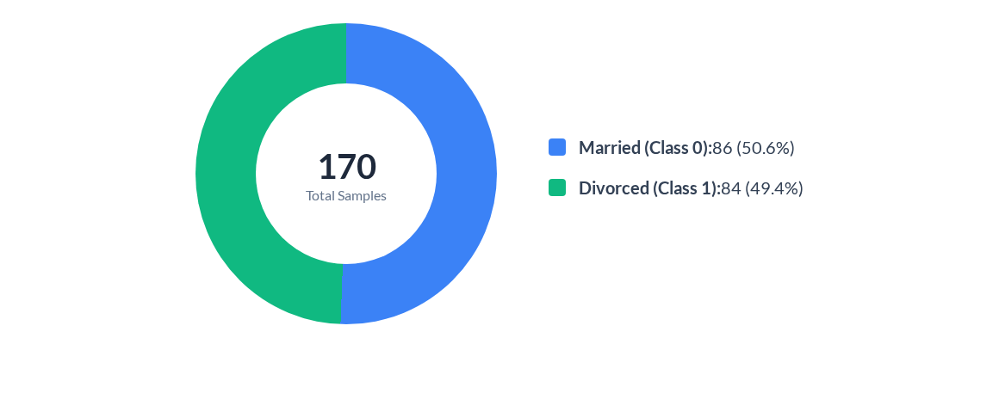 170
Total Samples
Married (Class 0):86 (50.6%)
Divorced (Class 1):84 (49.4%)